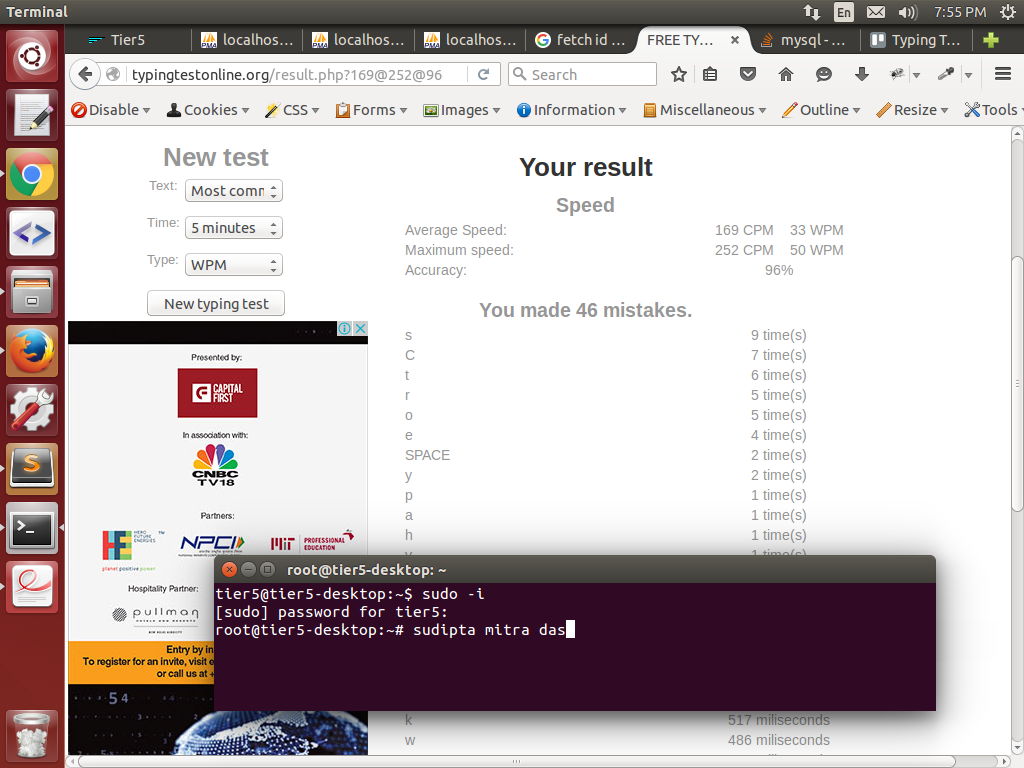 Terminal
En
7:55 PM
Tier5
localhos...
localhos...
localhos...
fetch id ...
FREE TY...
mysql - ...
Typing T...
typingtestonline.org/result.php?169@252@96
Search
Disable
Cookies
CSS
Forms
Images
Information
Miscellaneous
Outline
Resize
Tools
New test
Text:
Most comm
Time:
5 minutes
Type:
WPM
New typing test
Presented by:
CAPITAL
FIRST
In association with:
CNBC
TV18
Partners:
HERO
FUTURE
ENERGIES
planet positive power
NPCI
MIT
PROFESSIONAL
EDUCATION
Hospitality Partner:
pullman
Entry by in
To register for an invite, visit e
or call us at +
5 4
Your result
Speed
Average Speed: 169 CPM 33 WPM
Maximum speed: 252 CPM 50 WPM
Accuracy: 96%
You made 46 mistakes.
s 9 time(s)
C 7 time(s)
t 6 time(s)
r 5 time(s)
o 5 time(s)
e 4 time(s)
SPACE 2 time(s)
y 2 time(s)
p 1 time(s)
a 1 time(s)
h 1 time(s)
1 time(s)
root@tier5-desktop: ~
tier5@tier5-desktop:~$ sudo -i
[sudo] password for tier5:
root@tier5-desktop:~# sudipta mitra das
k 517 miliseconds
w 486 miliseconds